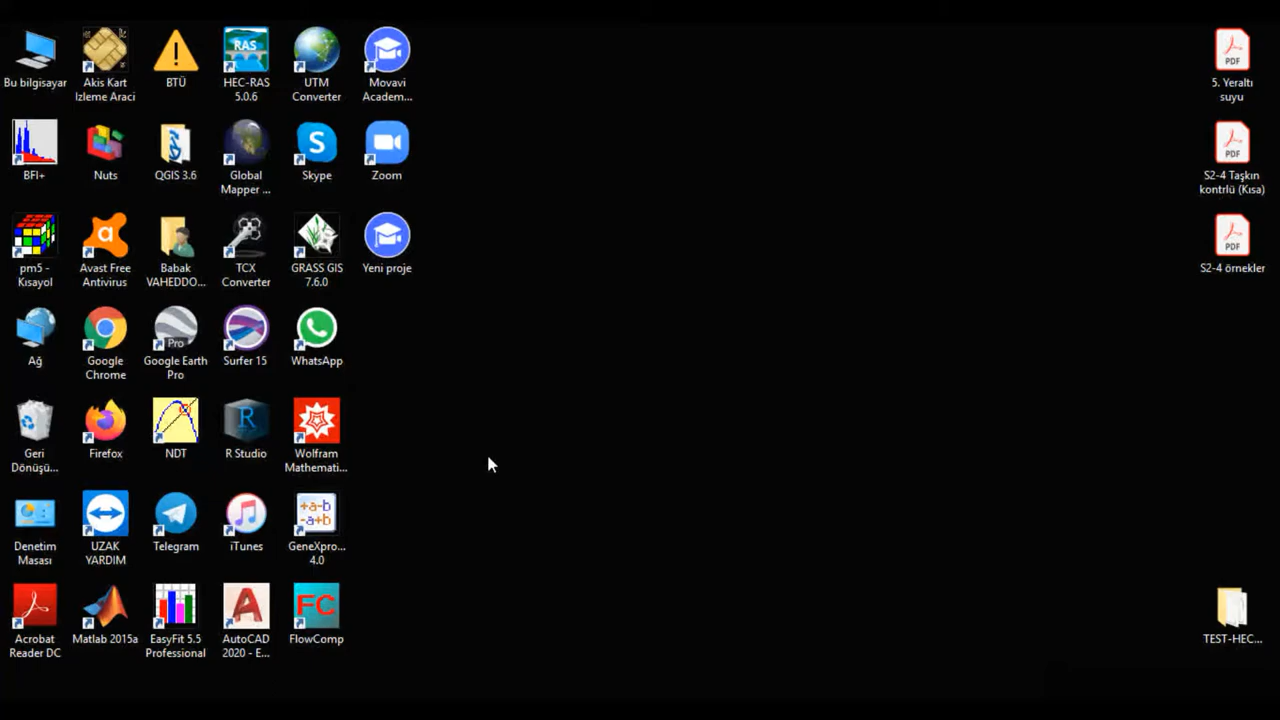 Bu bilgisayar
Akis Kart
Izleme Araci
BTÜ
RAS
HEC-RAS
5.0.6
UTM
Converter
Movavi
Academ...
PDF
5. Yeraltı
suyu
BFI+
Nuts
QGIS 3.6
Global
Mapper ...
S
Skype
Zoom
PDF
S2-4 Taşkın
kontrlü (Kısa)
pm5 -
Kısayol
a
Avast Free
Antivirus
Babak
VAHEDDO...
TCX
Converter
GRASS GIS
7.6.0
Yeni proje
PDF
S2-4 örnekler
Ağ
Google
Chrome
Pro
Google Earth
Pro
Surfer 15
WhatsApp
Geri
Dönüşü...
Firefox
NDT
R
R Studio
Wolfram
Mathemati...
Denetim
Masası
UZAK
YARDIM
Telegram
iTunes
+a-b
-a+b
GeneXpro...
4.0
Acrobat
Reader DC
Matlab 2015a
EasyFit 5.5
Professional
A
AutoCAD
2020 - E...
FC
FlowComp
TEST-HEC...